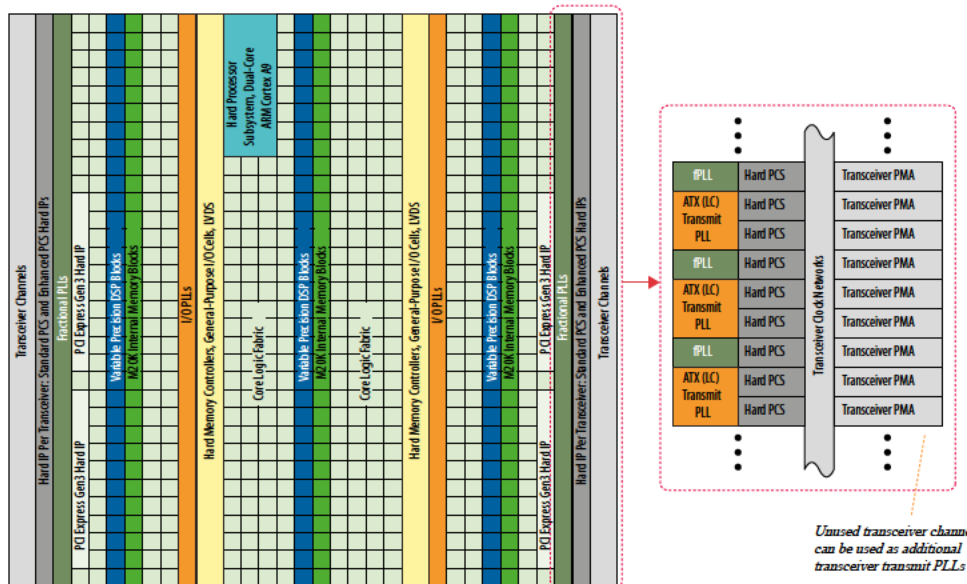 Transceiver Channels
Hard IP Per Transceiver: Standard PCS and Enhanced PCS Hard IPs
Fractional PLLs
PCI Express Gen3 Hard IP
PCI Express Gen3 Hard IP
Variable Precision DSP Blocks
M20K Internal Memory Blocks
I/O PLLs
Hard Memory Controllers, General-Purpose I/O Cells, LVDS
Hard Processor
Subsystem, Dual-Core
ARM Cortex A9
Core Logic Fabric
Variable Precision DSP Blocks
M20K Internal Memory Blocks
Core Logic Fabric
Hard Memory Controllers, General-Purpose I/O Cells, LVDS
I/O PLLs
Variable Precision DSP Blocks
M20K Internal Memory Blocks
PCI Express Gen3 Hard IP
PCI Express Gen3 Hard IP
Fractional PLLs
Hard IP Per Transceiver: Standard PCS and Enhanced PCS Hard IPs
Transceiver Channels
fPLL
Hard PCS
Transceiver PMA
ATX (LC)
Transmit
PLL
Hard PCS
Transceiver PMA
Hard PCS
Transceiver PMA
fPLL
Hard PCS
Transceiver PMA
ATX (LC)
Transmit
PLL
Hard PCS
Transceiver PMA
Hard PCS
Transceiver PMA
fPLL
Hard PCS
Transceiver PMA
ATX (LC)
Transmit
PLL
Hard PCS
Transceiver PMA
Hard PCS
Transceiver PMA
Transceiver Clock Networks
Unused transceiver
can be used as additional
transceiver transmit PLLs